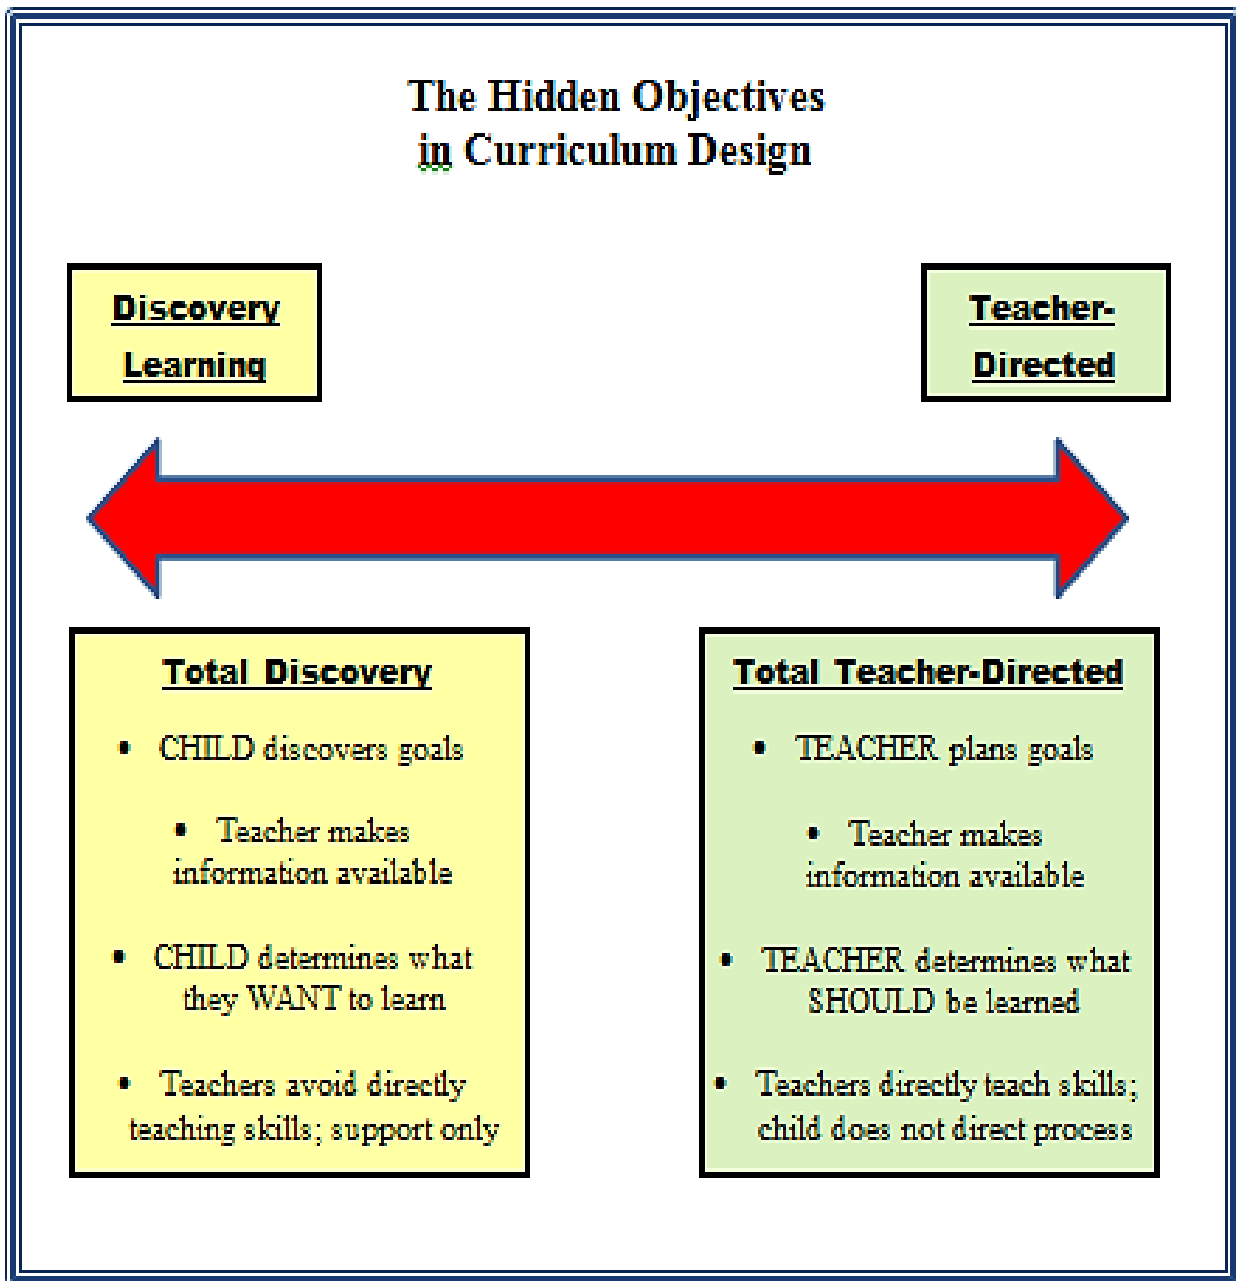 The Hidden Objectives
in Curriculum Design
Discovery
Learning
Teacher-
Directed
Total Discovery
• CHILD discovers goals
• Teacher makes
information available
• CHILD determines what
they WANT to learn
• Teachers avoid directly
teaching skills; support only
Total Teacher-Directed
• TEACHER plans goals
• Teacher makes
information available
• TEACHER determines what
SHOULD be learned
• Teachers directly teach skills;
child does not direct process